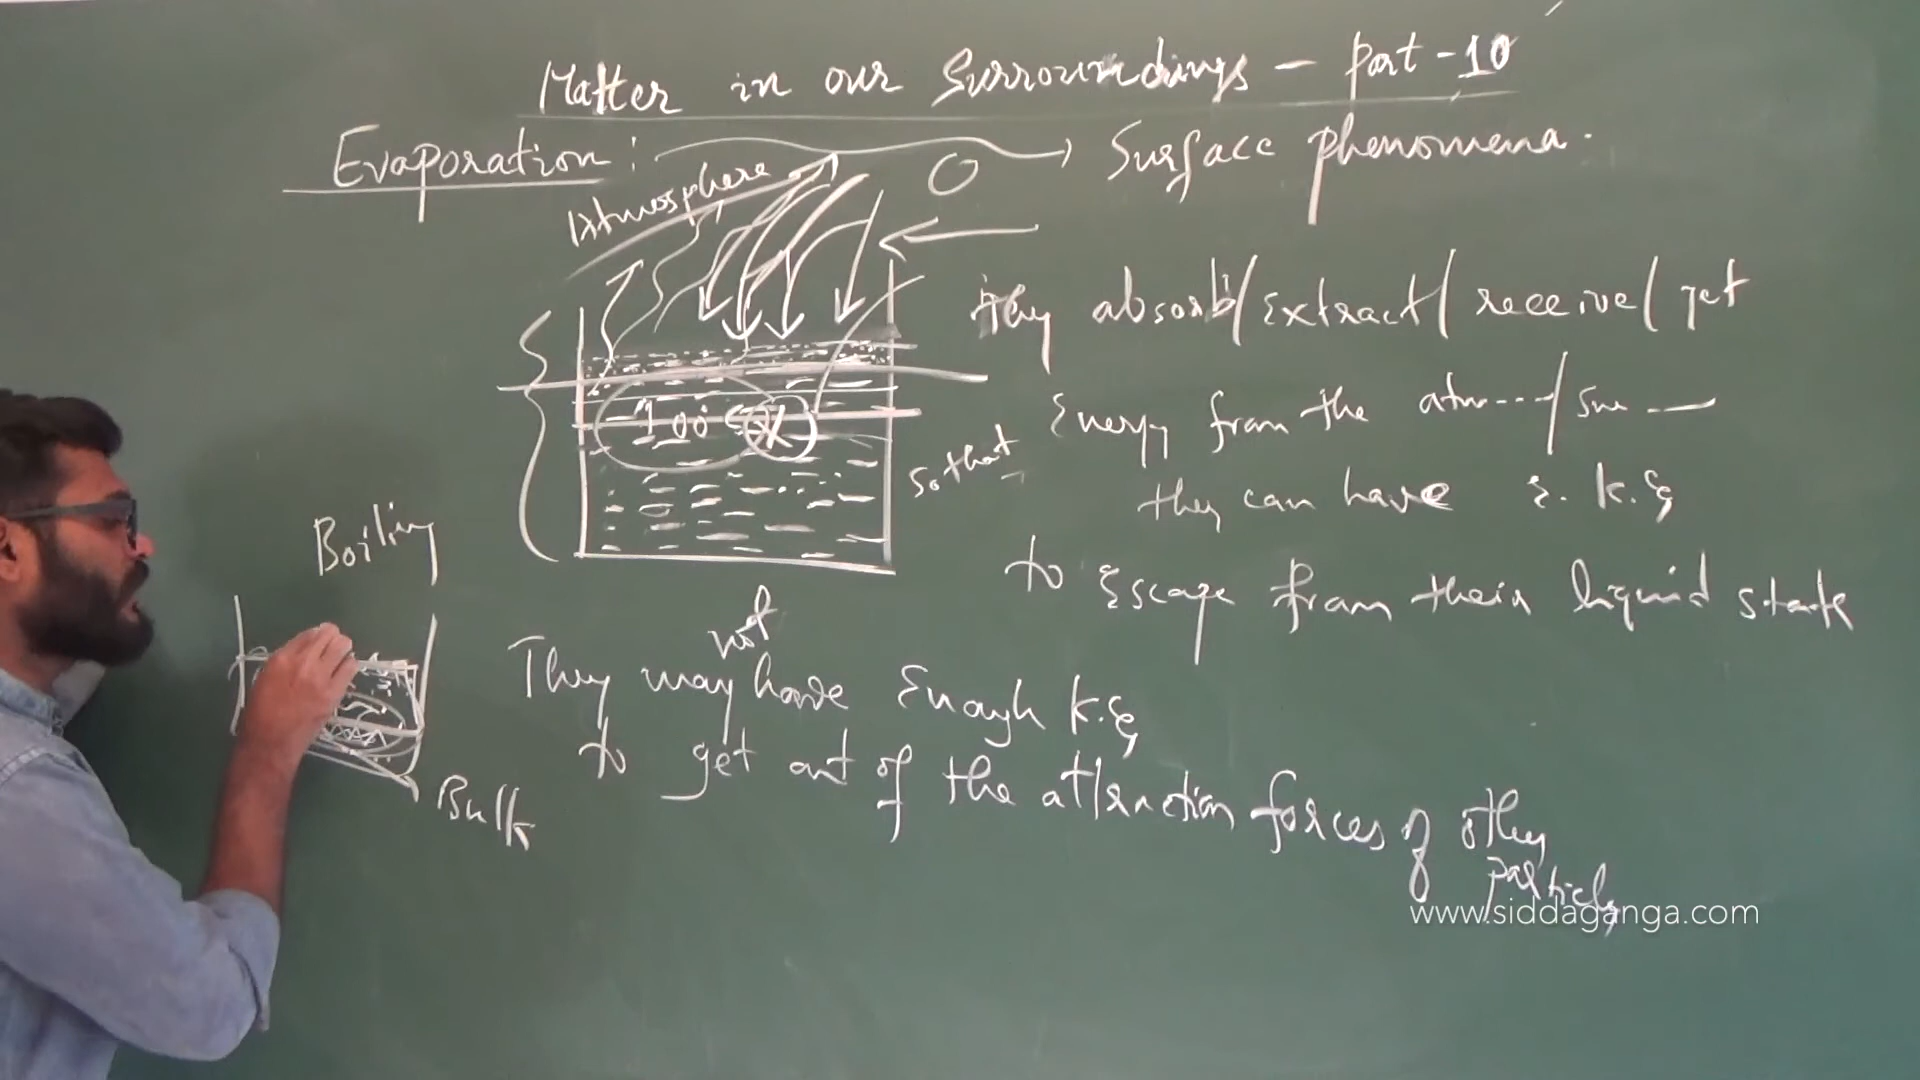 Matter in our Surroundings - Part-10
Evaporation : → Surface phenomena.
Atmosphere
they absorb/Extract/receive/get
Energy from the atm---/sun —
100°C
so that they can have E. K.E
Boiling
to Escape from their liquid state
not
They may have Enough K.E
to get out of the attraction forces of other
particles
Bulk
www.siddaganga.com